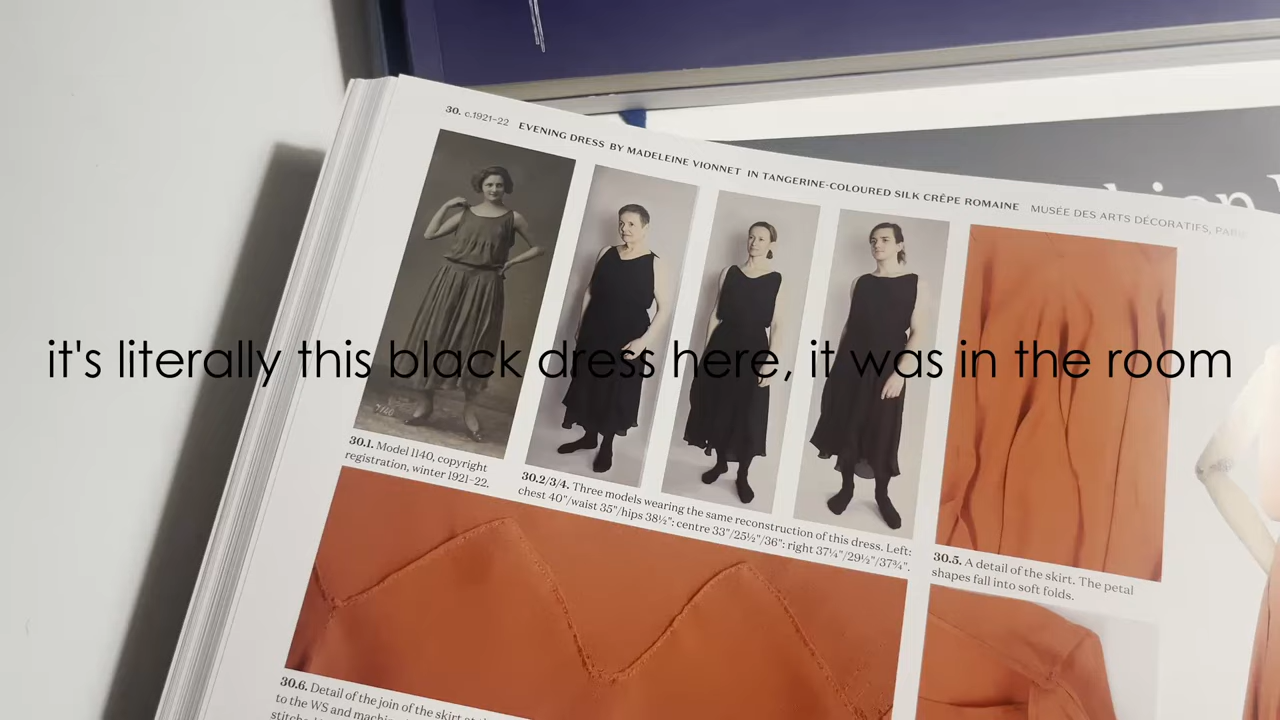 30. c.1921–22 EVENING DRESS BY MADELEINE VIONNET IN TANGERINE-COLOURED SILK CRÊPE ROMAINE MUSÉE DES ARTS DÉCORATIFS,
it's literally this black dress here, it was in the room
7140
30.1. Model 1140, copyright
registration, winter 1921–22.
30.2/3/4. Three models wearing the same reconstruction of this dress. Left:
chest 40"/waist 35"/hips 38½": centre 33"/25½"/36": right 37¼"/29½"/37¾".
30.5. A detail of the skirt. The petal
shapes fall into soft folds.
30.6. Detail of the join of the skirt
to the WS and